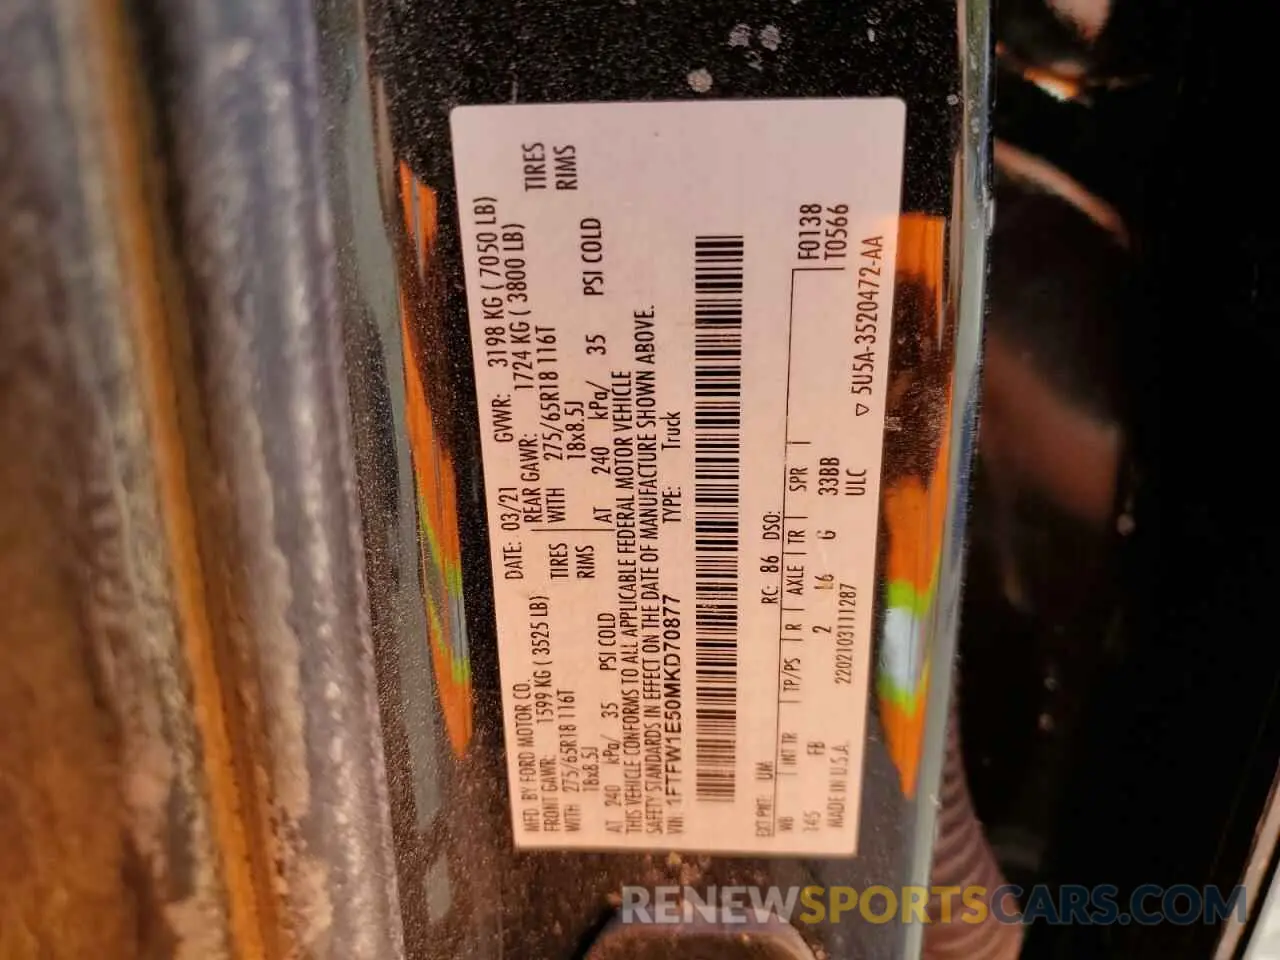 MFD. BY FORD MOTOR CO.
DATE: 03/21 GVWR: 3198 KG ( 7050 LB)
FRONT GAWR: 1599 KG ( 3525 LB)
REAR GAWR: 1724 KG ( 3800 LB)
WITH 275/65R18 116T TIRES
WITH 275/65R18 116T TIRES
18x8.5J RIMS
18x8.5J RIMS
AT 240 kPa/ 35 PSI COLD
AT 240 kPa/ 35 PSI COLD
THIS VEHICLE CONFORMS TO ALL APPLICABLE FEDERAL MOTOR VEHICLE
SAFETY STANDARDS IN EFFECT ON THE DATE OF MANUFACTURE SHOWN ABOVE.
VIN: 1FTFW1E50MKD70877 TYPE: Truck
EXT PNT: UM RC: 86 DSO:
WB INT TR TP/PS R AXLE TR SPR F0138
145 FB 2 L6 G 33BB T0566
MADE IN U.S.A. 2202103111287 ULC
▽ 5U5A-3520472-AA
RENEWSPORTSCARS.COM